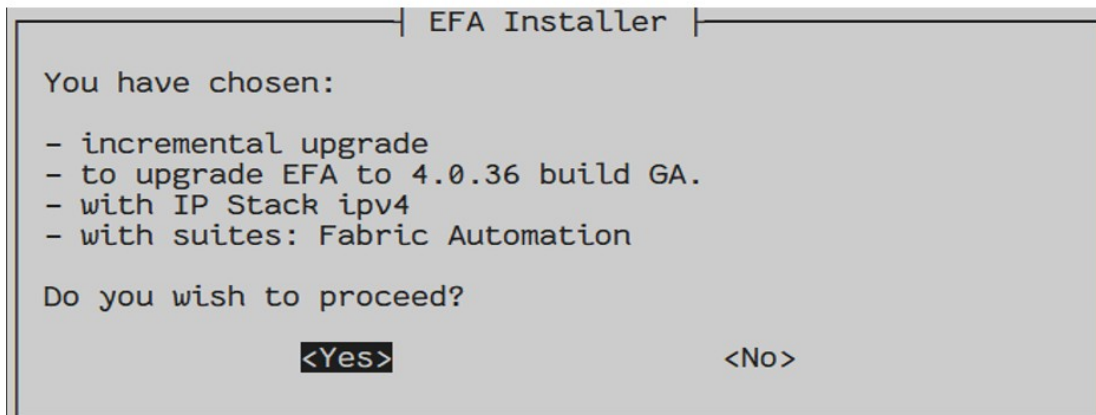 EFA Installer
You have chosen:
- incremental upgrade
- to upgrade EFA to 4.0.36 build GA.
- with IP Stack ipv4
- with suites: Fabric Automation
Do you wish to proceed?
<Yes> <No>